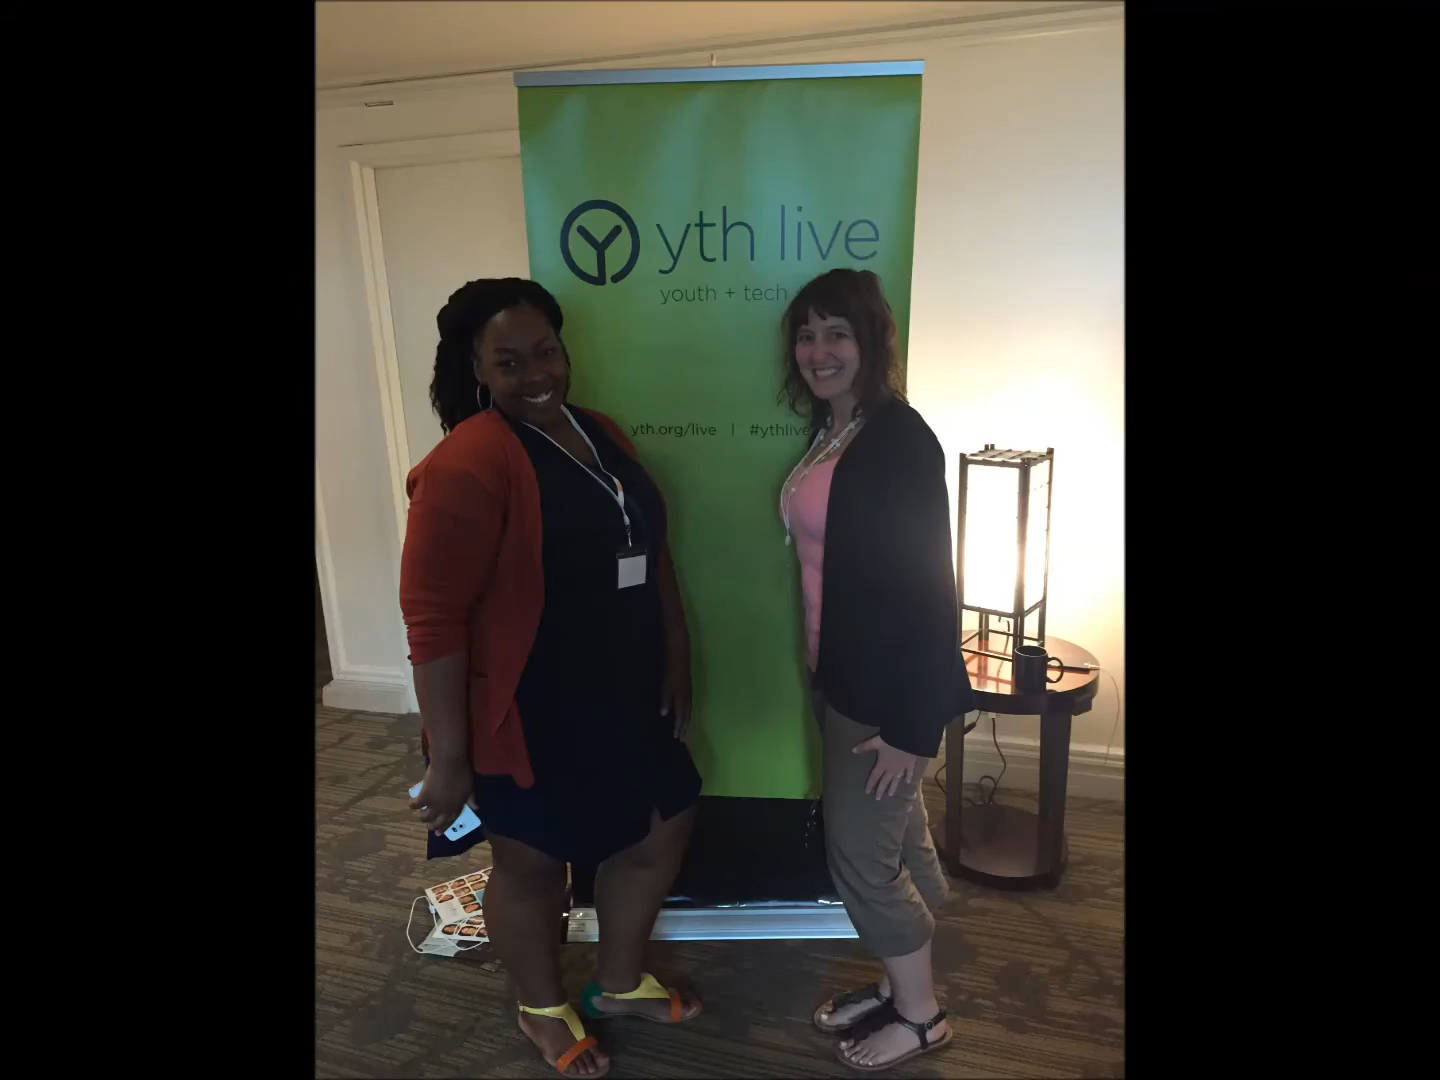 yth live
youth + tech +
yth.org/live | #ythlive